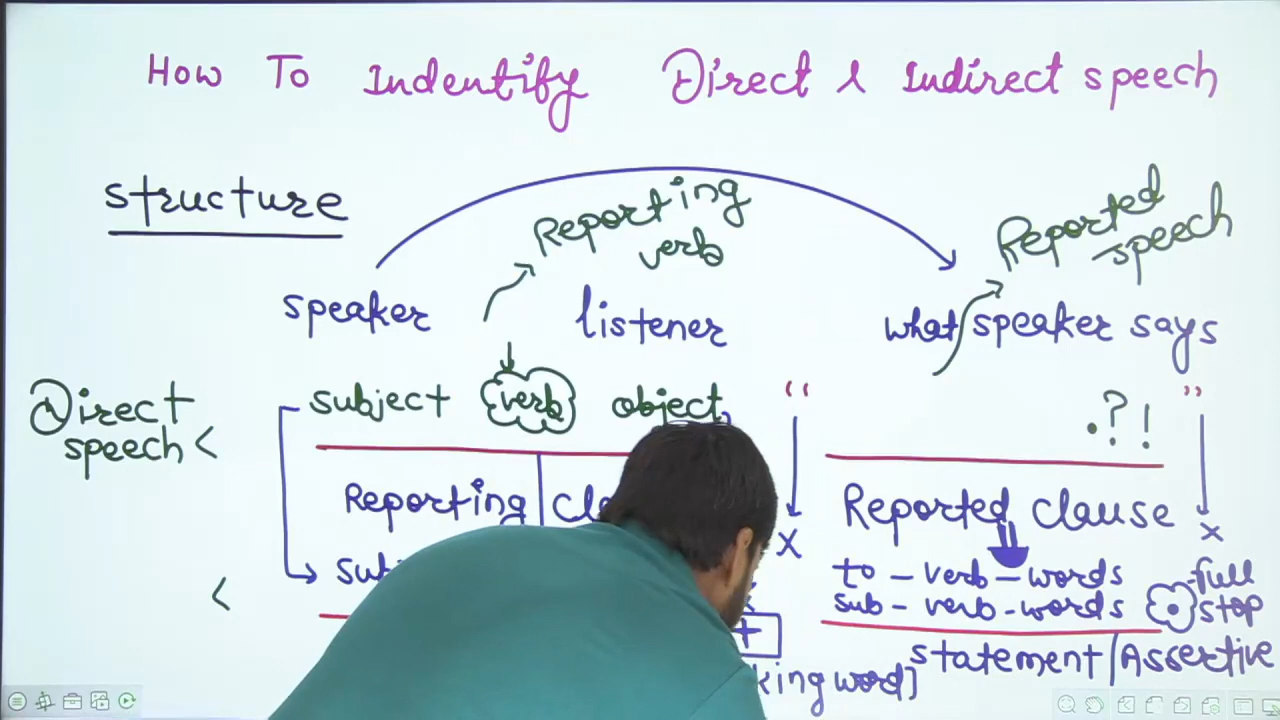 How To Indentify Direct & Indirect speech
structure
Reporting verb
Reported speech
speaker listener what speaker says
Direct speech < subject verb object, " . ? ! "
Reporting Reported clause
x x
to - verb - words
< sub - verb - words . full stop
+
statement / Assertive
word]